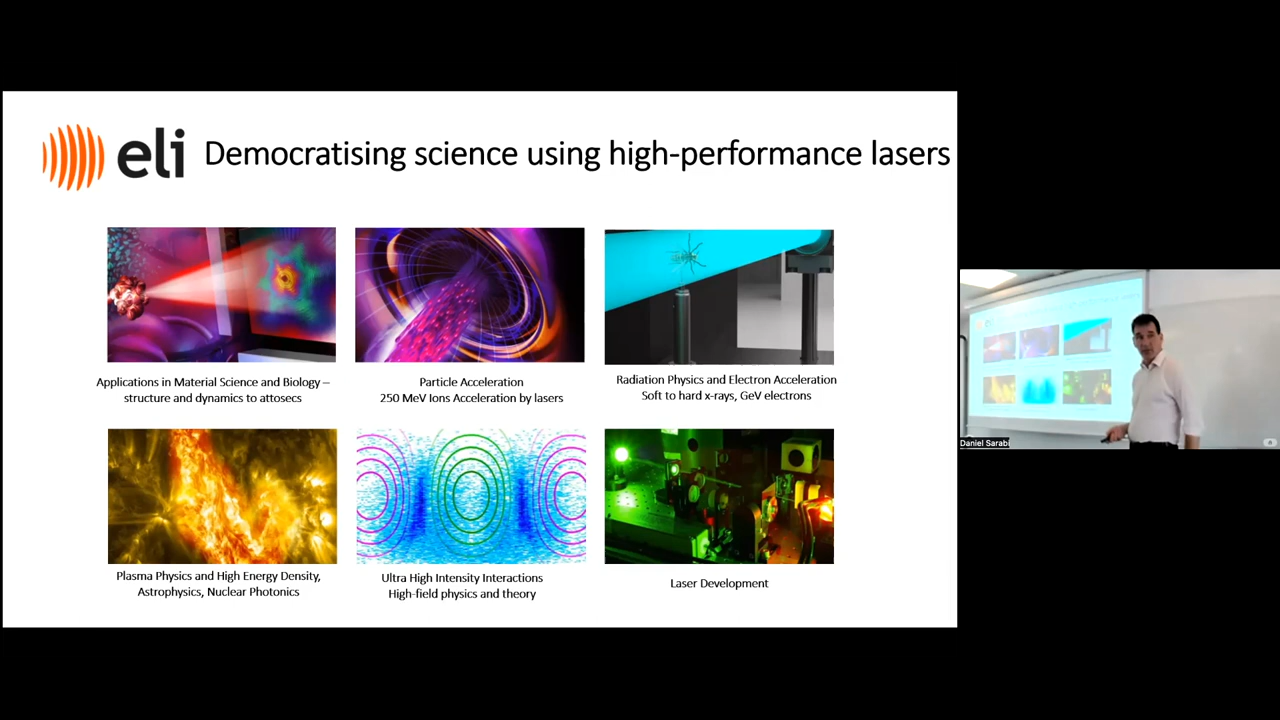 eli
Democratising science using high-performance lasers
Applications in Material Science and Biology –
structure and dynamics to attosecs
Particle Acceleration
250 MeV Ions Acceleration by lasers
Radiation Physics and Electron Acceleration
Soft to hard x-rays, GeV electrons
Plasma Physics and High Energy Density,
Astrophysics, Nuclear Photonics
Ultra High Intensity Interactions
High-field physics and theory
Laser Development
Daniel Sarabi